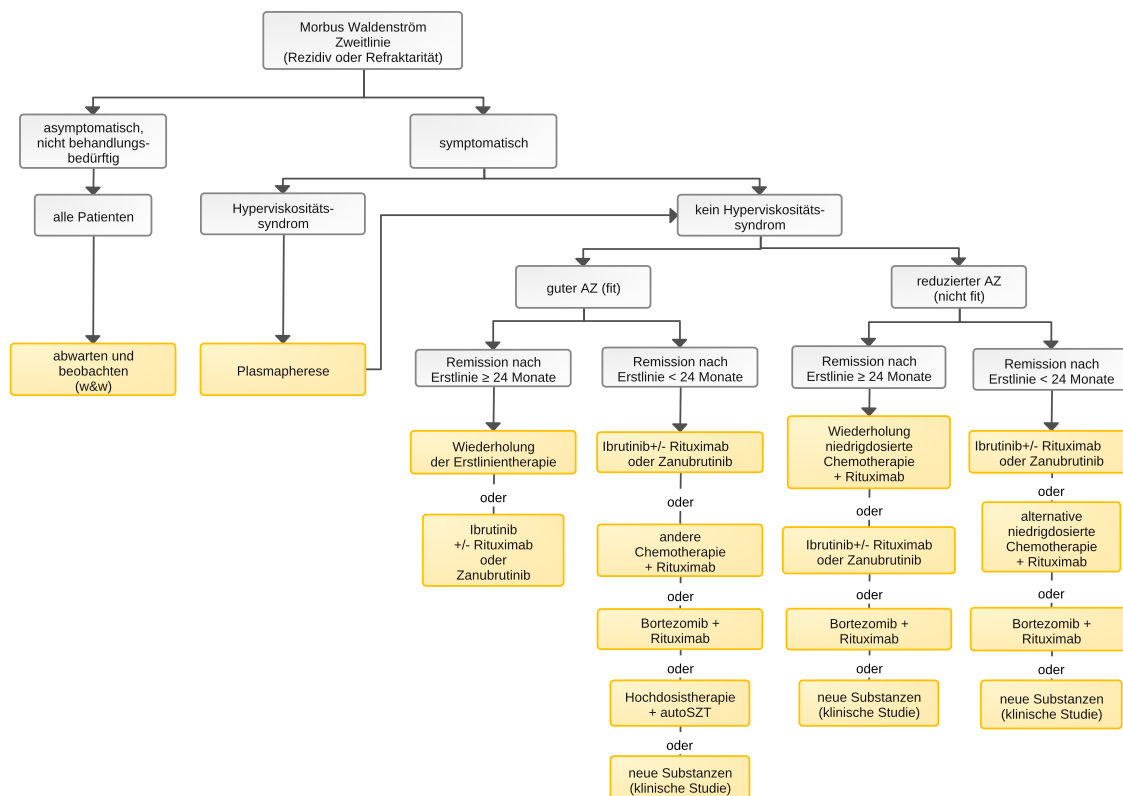 Morbus Waldenström
Zweitlinie
(Rezidiv oder Refraktarität)
asymptomatisch,
nicht behandlungs-
bedürftig
symptomatisch
alle Patienten
Hyperviskositäts-
syndrom
kein Hyperviskositäts-
syndrom
guter AZ (fit)
reduzierter AZ
(nicht fit)
abwarten und
beobachten
(w&w)
Plasmapherese
Remission nach
Erstlinie ≥ 24 Monate
Wiederholung
der Erstlinientherapie
oder
Ibrutinib
+/- Rituximab
oder
Zanubrutinib
Remission nach
Erstlinie < 24 Monate
Ibrutinib+/- Rituximab
oder Zanubrutinib
oder
andere
Chemotherapie
+ Rituximab
oder
Bortezomib +
Rituximab
oder
Hochdosistherapie
+ autoSZT
oder
neue Substanzen
(klinische Studie)
Remission nach
Erstlinie ≥ 24 Monate
Wiederholung
niedrigdosierte
Chemotherapie
+ Rituximab
oder
Ibrutinib+/- Rituximab
oder Zanubrutinib
oder
Bortezomib +
Rituximab
oder
neue Substanzen
(klinische Studie)
Remission nach
Erstlinie < 24 Monate
Ibrutinib+/- Rituximab
oder Zanubrutinib
oder
alternative
niedrigdosierte
Chemotherapie
+ Rituximab
oder
Bortezomib +
Rituximab
oder
neue Substanzen
(klinische Studie)